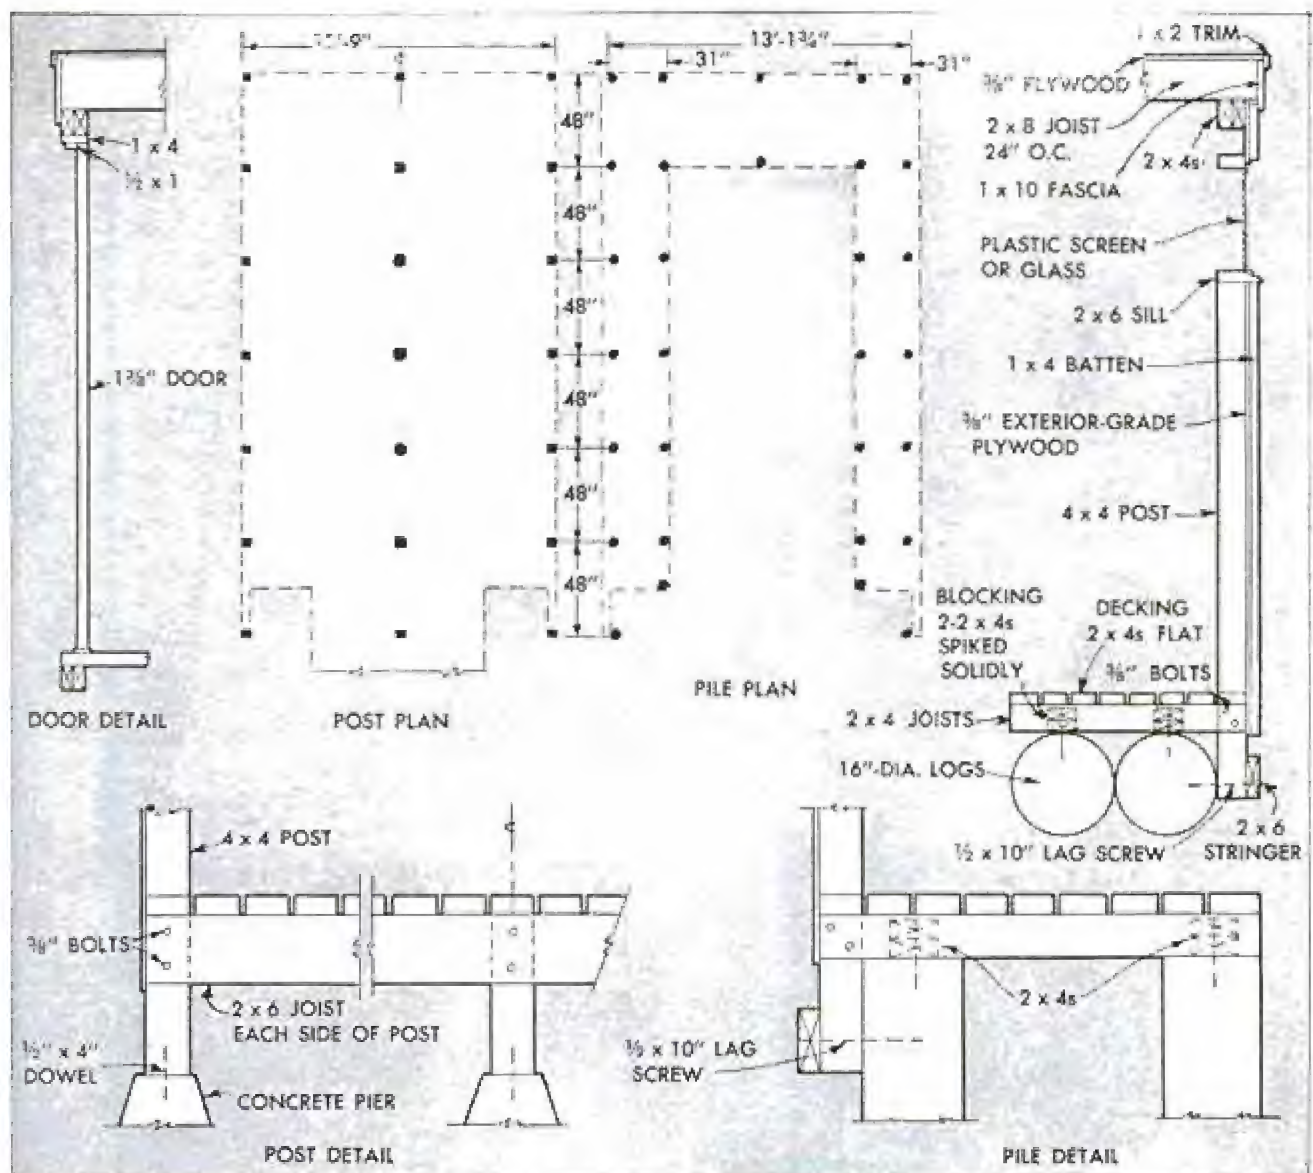 13'-1¾"
31"
31"
48"
48"
48"
48"
48"
48"
1 x 4
½ x 1
1⅜" DOOR
DOOR DETAIL
POST PLAN
PILE PLAN
x 2 TRIM
⅜" PLYWOOD
2 x 8 JOIST
24" O.C.
2 x 4s
1 x 10 FASCIA
PLASTIC SCREEN
OR GLASS
2 x 6 SILL
1 x 4 BATTEN
⅜" EXTERIOR-GRADE
PLYWOOD
4 x 4 POST
BLOCKING
2-2 x 4s
SPIKED
SOLIDLY
DECKING
2 x 4s FLAT
⅜" BOLTS
2 x 4 JOISTS
16"-DIA. LOGS
½ x 10" LAG SCREW
2 x 6
STRINGER
4 x 4 POST
⅜" BOLTS
2 x 6 JOIST
EACH SIDE OF POST
½" x 4"
DOWEL
CONCRETE PIER
POST DETAIL
2 x 4s
½ x 10" LAG
SCREW
PILE DETAIL